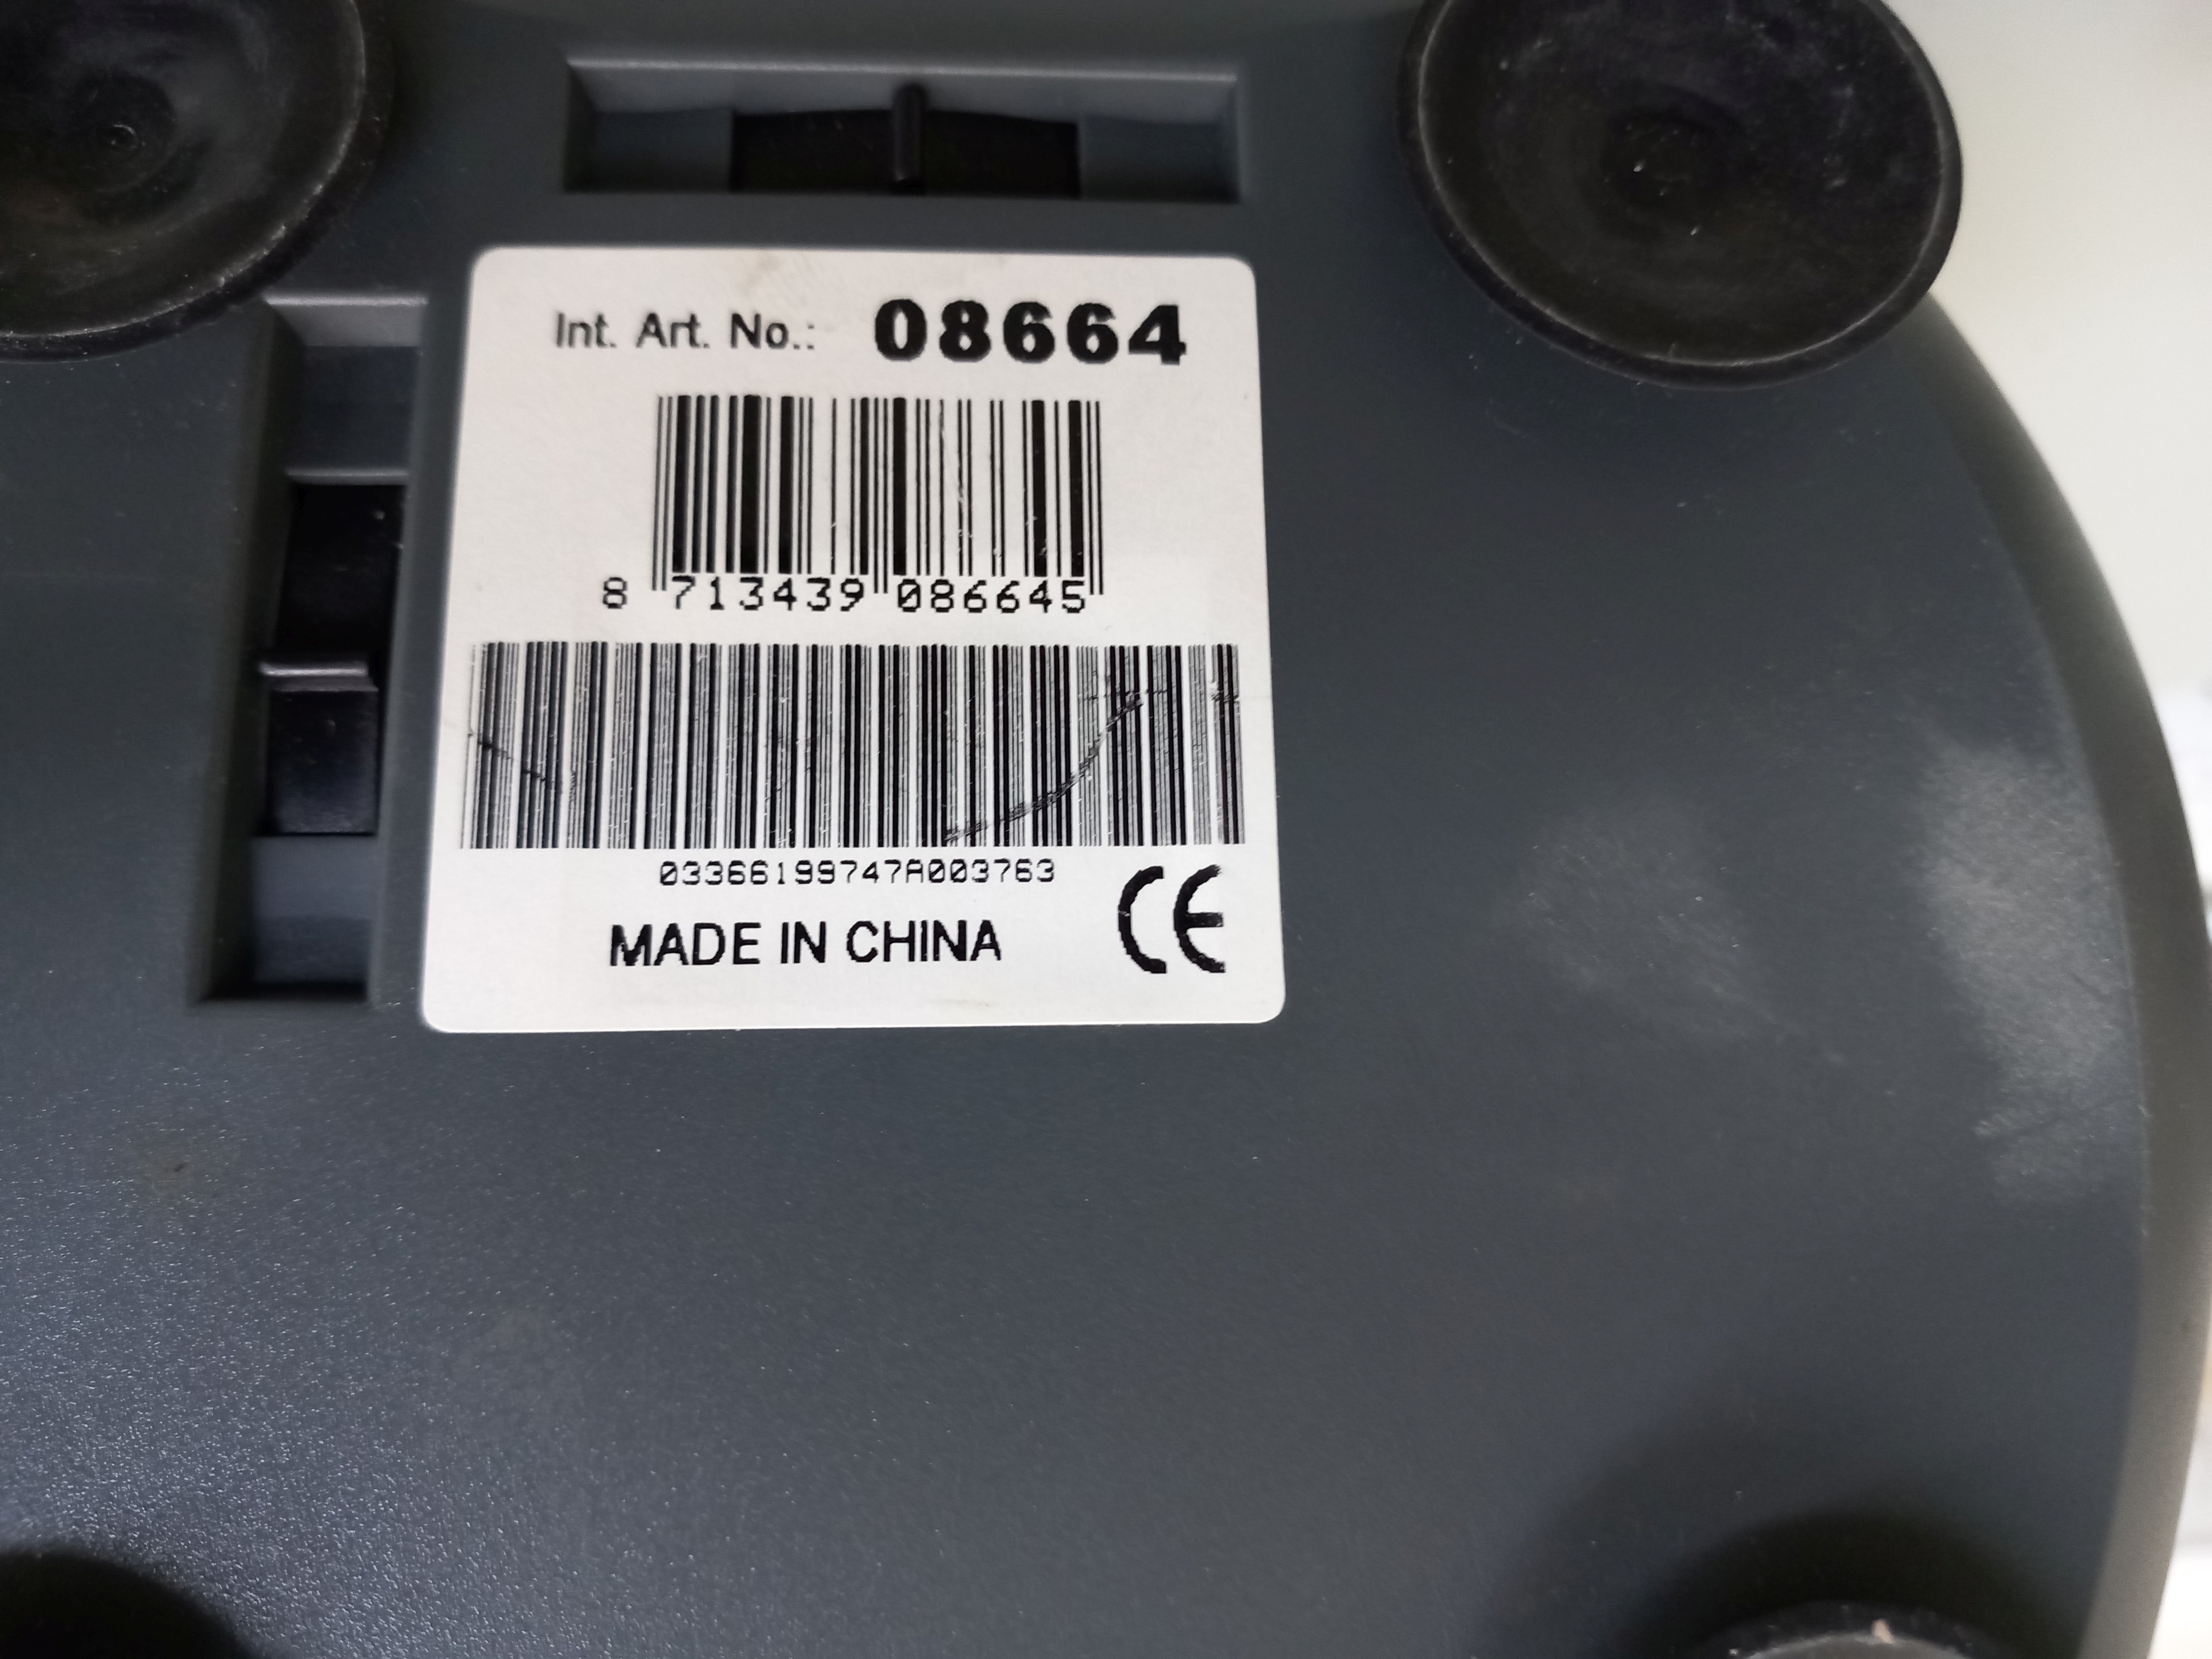 Int. Art. No.: 08664
8 713439 086645
03366199747A003763
MADE IN CHINA CE